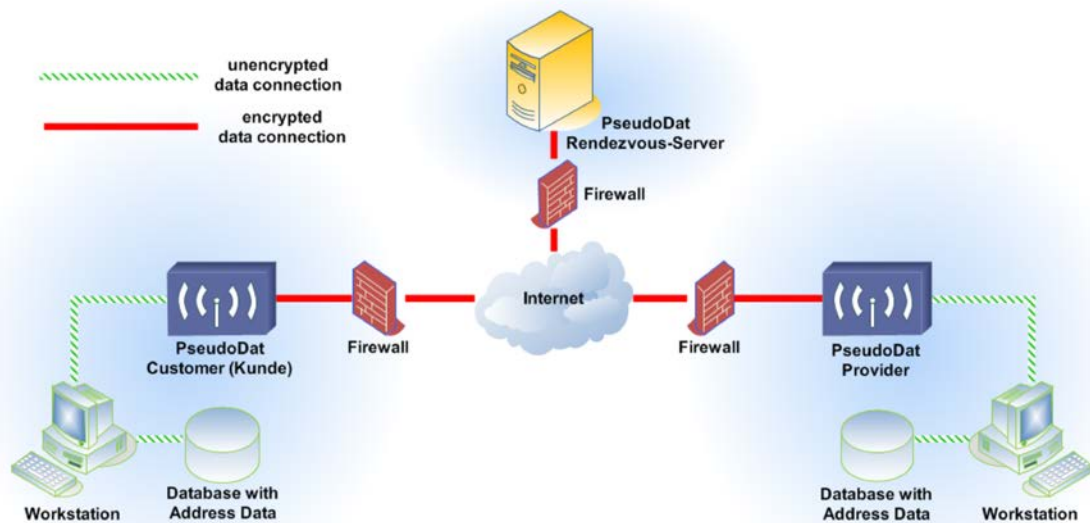 unencrypted
data connection
encrypted
data connection
PseudoDat
Rendezvous-Server
Firewall
Internet
PseudoDat
Customer (Kunde)
Firewall
Firewall
PseudoDat
Provider
Workstation
Database with
Address Data
Database with
Address Data
Workstation